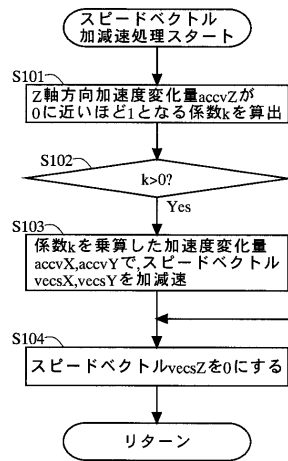 スピードベクトル
加減速処理スタート
S101
Z軸方向加速度変化量accvZが
0に近いほど1となる係数kを算出
S102
k>0?
Yes
S103
係数kを乗算した加速度変化量
accvX,accvYで,スピードベクトル
vecsX,vecsYを加減速
S104
スピードベクトルvecsZを0にする
リターン